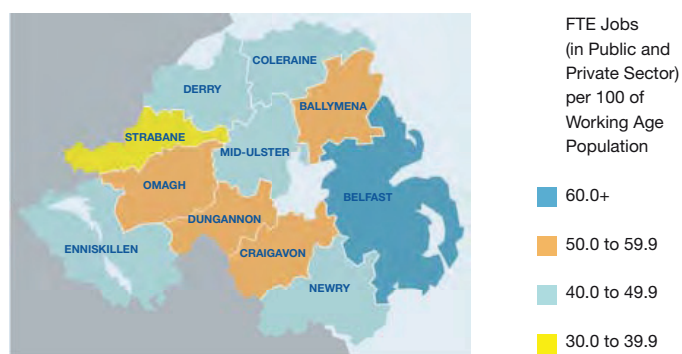 COLERAINE
DERRY
BALLYMENA
STRABANE
MID-ULSTER
OMAGH
BELFAST
DUNGANNON
ENNISKILLEN
CRAIGAVON
NEWRY
FTE Jobs
(in Public and
Private Sector)
per 100 of
Working Age
Population
60.0+
50.0 to 59.9
40.0 to 49.9
30.0 to 39.9